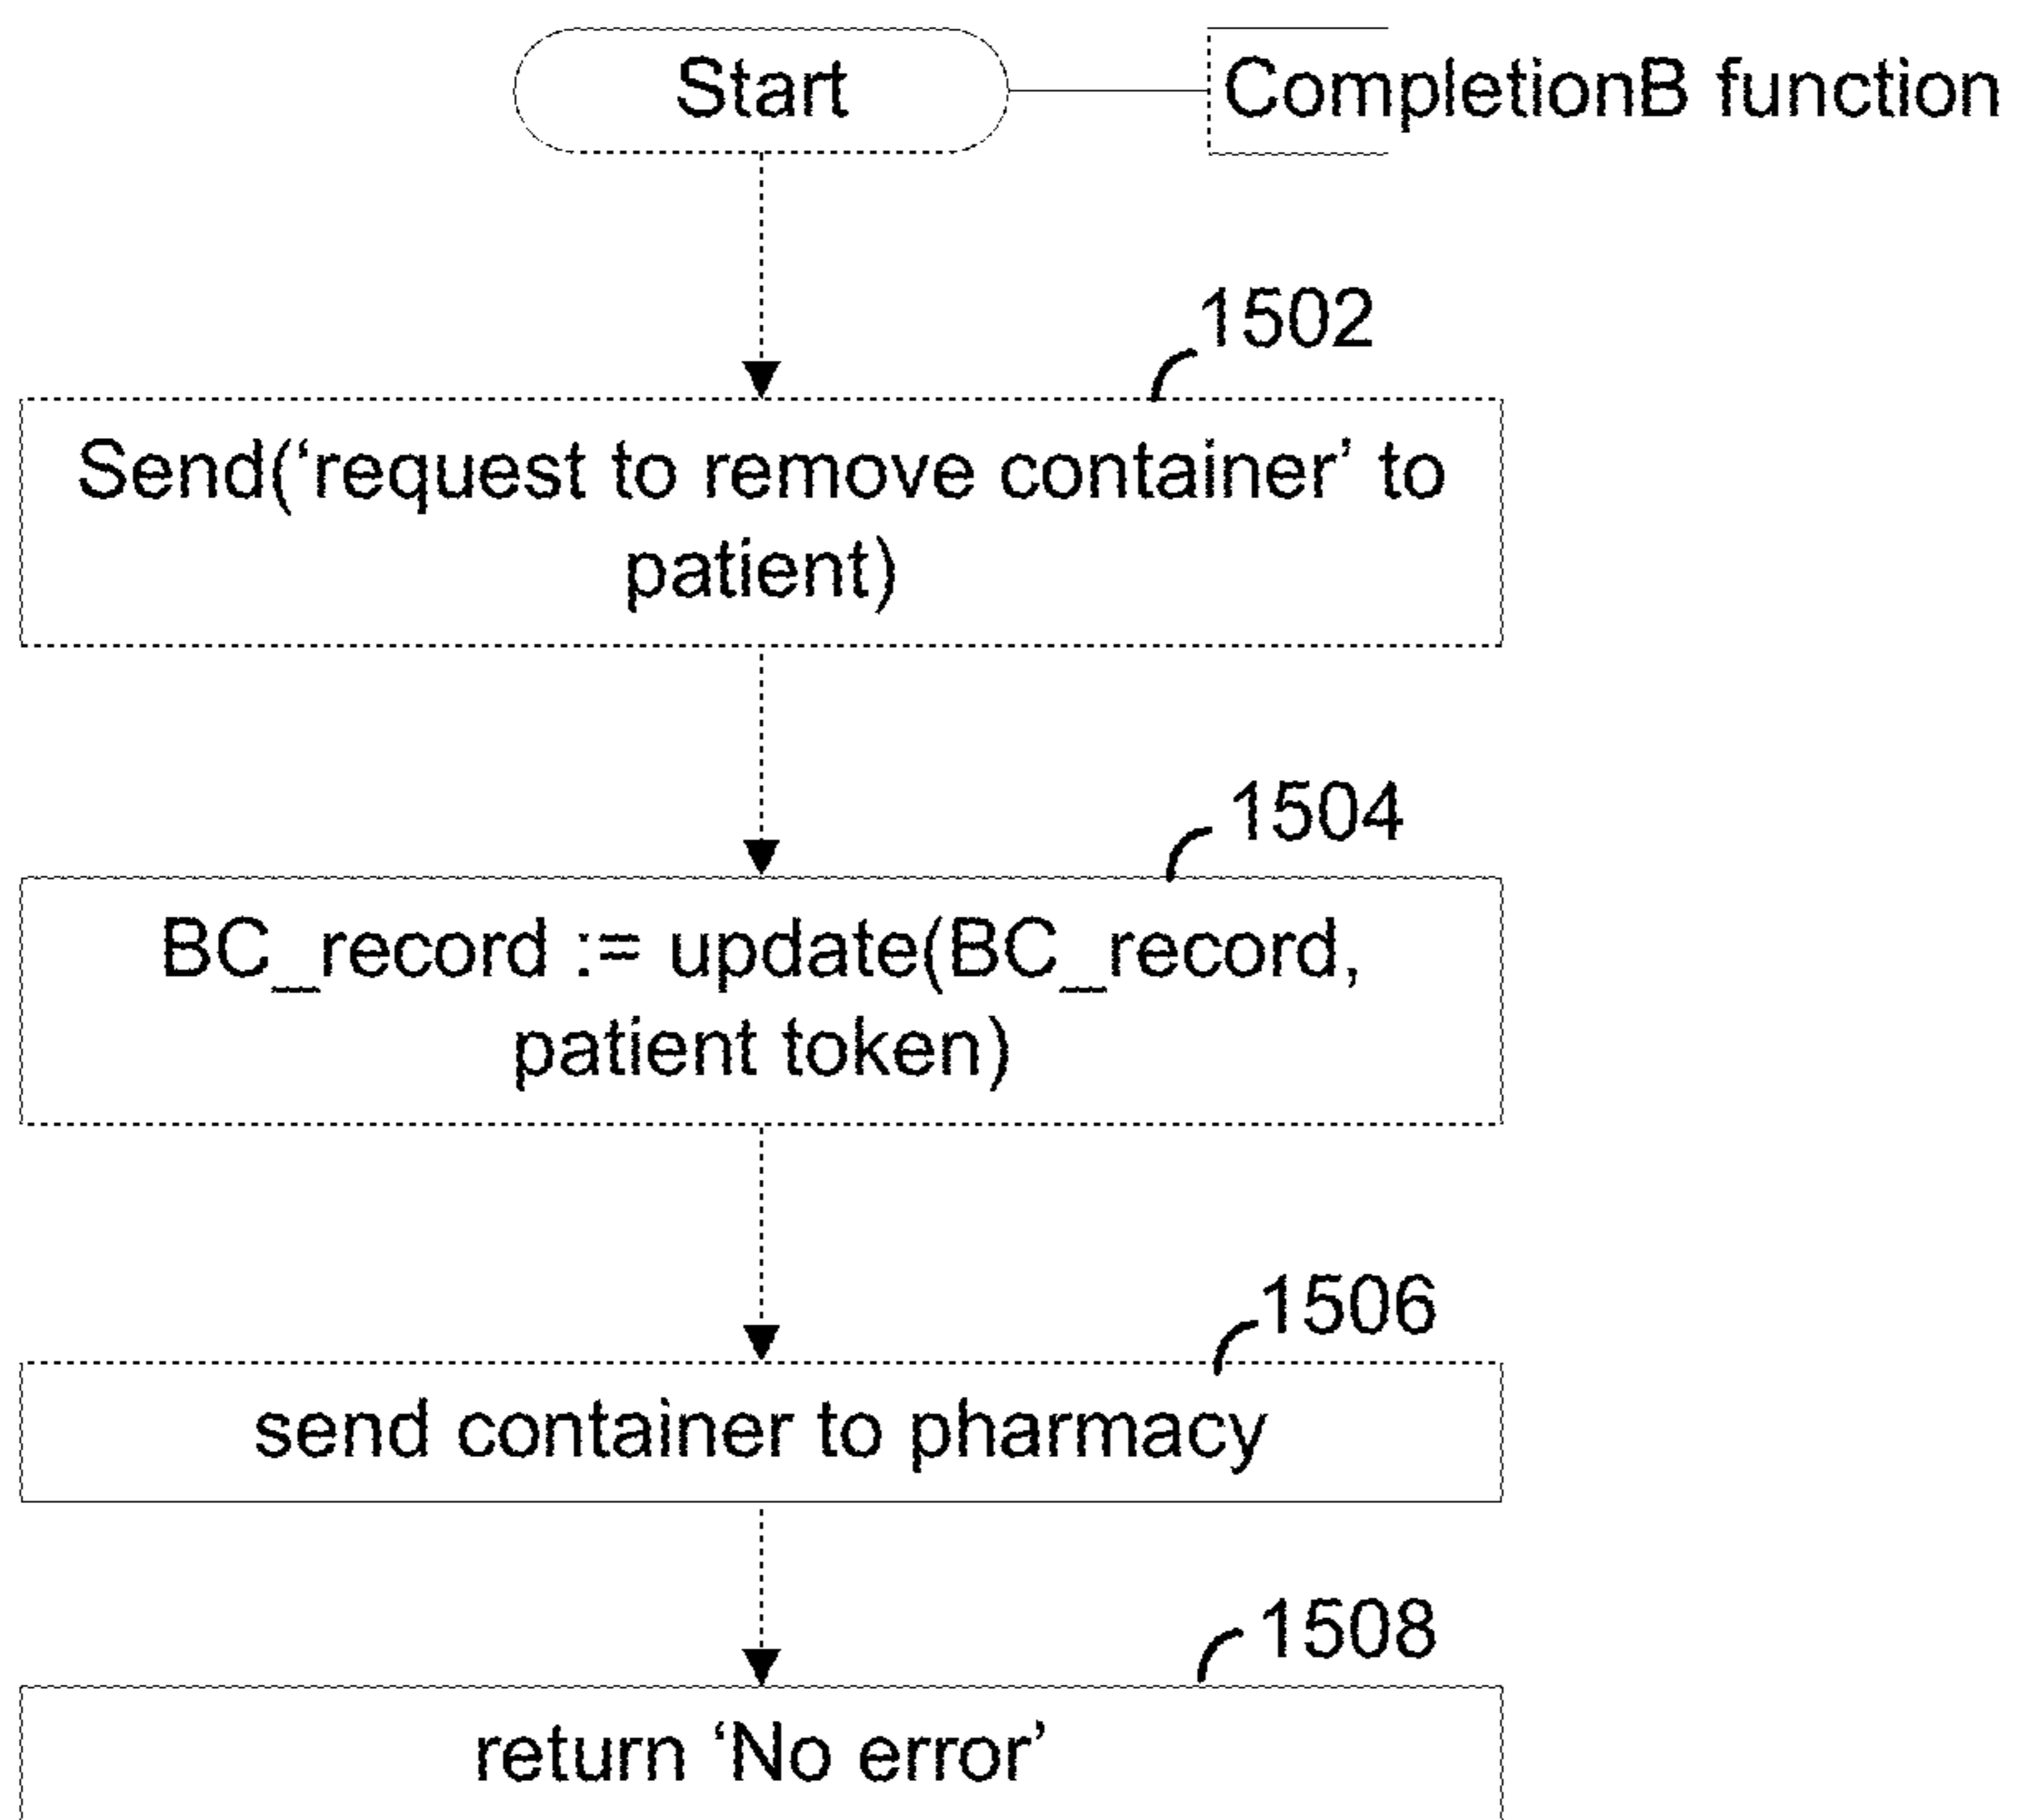 Start
CompletionB function
1502
Send(‘request to remove container’ to
patient)
1504
BC_record := update(BC_record,
patient token)
1506
send container to pharmacy
1508
return ‘No error’